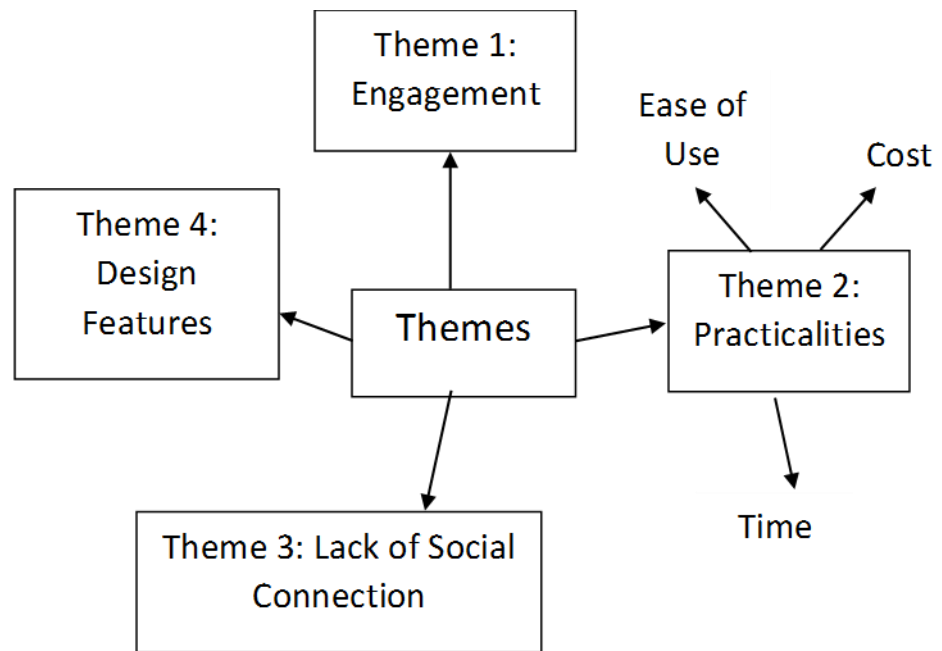 Theme 1:
Engagement
Ease of
Use
Cost
Theme 4:
Design
Features
Themes
Theme 2:
Practicalities
Theme 3: Lack of Social
Connection
Time